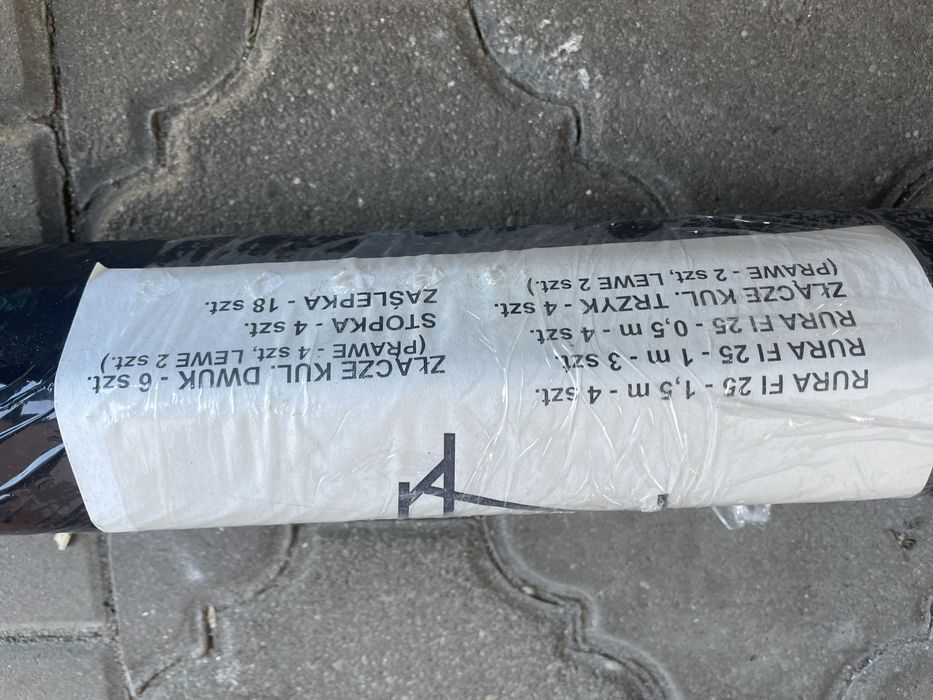 RURA FI 25 - 1,5 m - 4 szt.
RURA FI 25 - 1 m - 3 szt.
RURA FI 25 - 0,5 m - 4 szt.
ZŁĄCZE KUL. TRZYK - 4 szt.
(PRAWE - 2 szt, LEWE 2 szt.)
ZŁĄCZE KUL. DWUK - 6 szt.
(PRAWE - 4 szt, LEWE 2 szt.)
STOPKA - 4 szt.
ZAŚLEPKA - 18 szt.